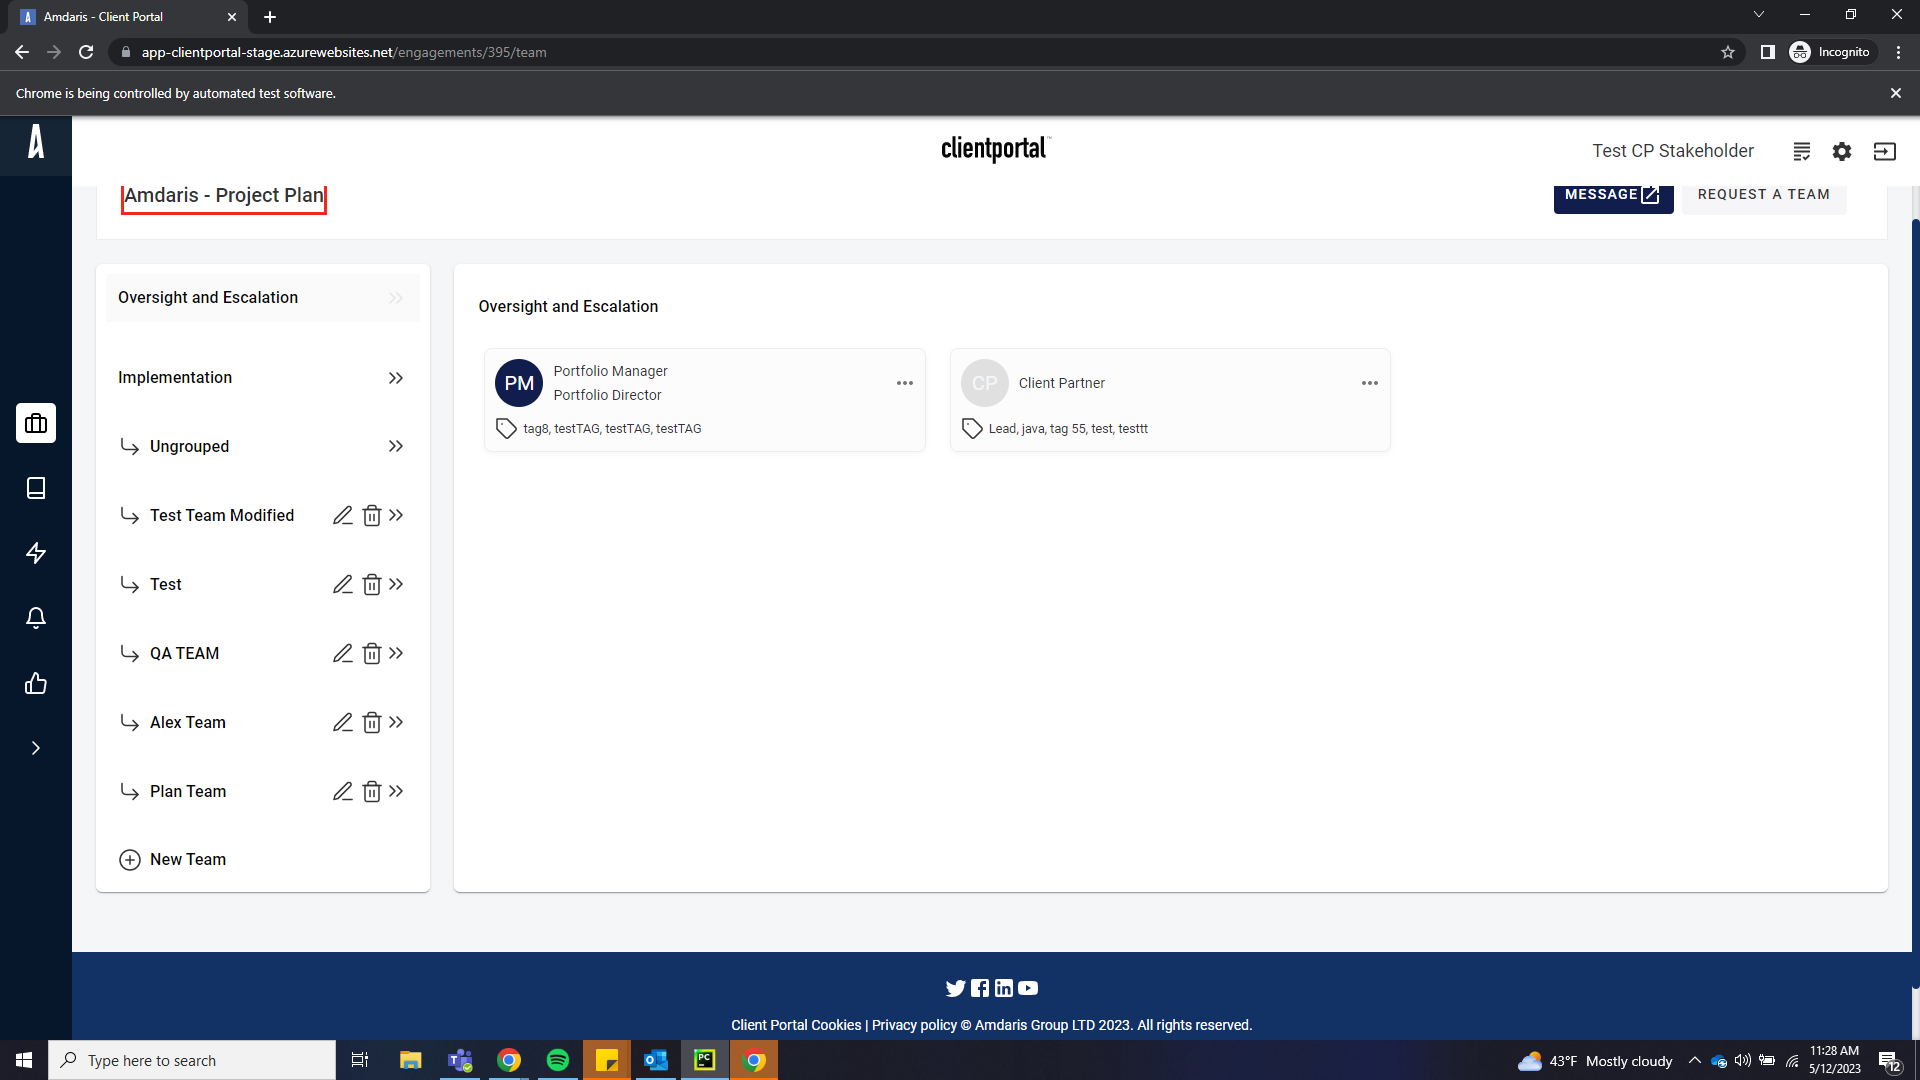 Amdaris - Client Portal
app-clientportal-stage.azurewebsites.net/engagements/395/team
Incognito
Chrome is being controlled by automated test software.
clientportal™
Test CP Stakeholder
Amdaris - Project Plan
MESSAGE
REQUEST A TEAM
Oversight and Escalation
Implementation
Ungrouped
Test Team Modified
Test
QA TEAM
Alex Team
Plan Team
New Team
Oversight and Escalation
PM
Portfolio Manager
Portfolio Director
tag8, testTAG, testTAG, testTAG
CP
Client Partner
Lead, java, tag 55, test, testtt
Client Portal Cookies | Privacy policy © Amdaris Group LTD 2023. All rights reserved.
Type here to search
PC
43°F Mostly cloudy
11:28 AM
5/12/2023
12